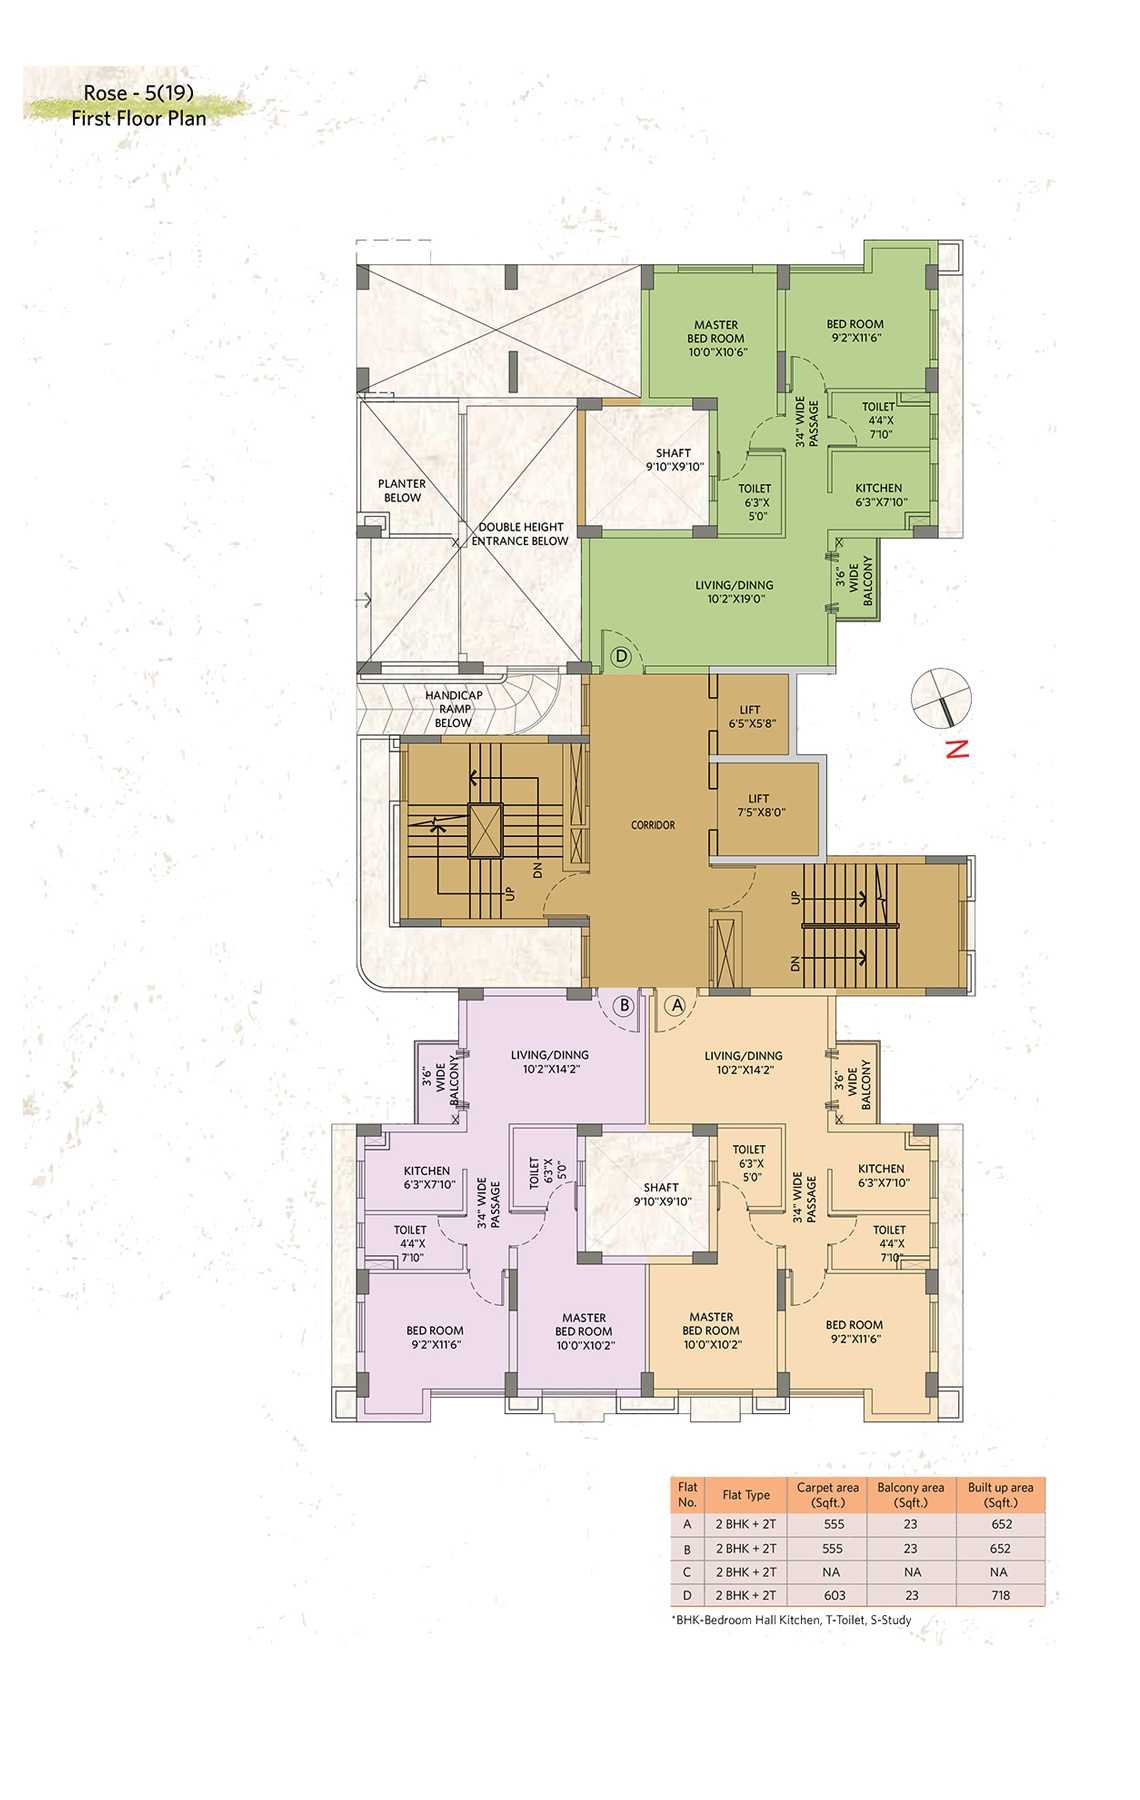 Rose - 5(19)
First Floor Plan
MASTER
BED ROOM
10'0"X10'6"
BED ROOM
9'2"X11'6"
3'4" WIDE
PASSAGE
TOILET
4'4"X
7'10"
SHAFT
9'10"X9'10"
PLANTER
BELOW
TOILET
6'3"X
5'0"
KITCHEN
6'3"X7'10"
DOUBLE HEIGHT
ENTRANCE BELOW
LIVING/DINNG
10'2"X19'0"
3'6"
WIDE
BALCONY
D
HANDICAP
RAMP
BELOW
LIFT
6'5"X5'8"
N
LIFT
7'5"X8'0"
CORRIDOR
DN
UP
UP
DN
B
A
LIVING/DINNG
10'2"X14'2"
LIVING/DINNG
10'2"X14'2"
3'6"
WIDE
BALCONY
3'6"
WIDE
BALCONY
KITCHEN
6'3"X7'10"
3'4" WIDE
PASSAGE
TOILET
6'3"X
5'0"
SHAFT
9'10"X9'10"
TOILET
6'3"X
5'0"
3'4" WIDE
PASSAGE
KITCHEN
6'3"X7'10"
TOILET
4'4"X
7'10"
TOILET
4'4"X
7'10"
BED ROOM
9'2"X11'6"
MASTER
BED ROOM
10'0"X10'2"
MASTER
BED ROOM
10'0"X10'2"
BED ROOM
9'2"X11'6"
Flat No. Flat Type Carpet area (Sqft.) Balcony area (Sqft.) Built up area (Sqft.)
A 2 BHK + 2T 555 23 652
B 2 BHK + 2T 555 23 652
C 2 BHK + 2T NA NA NA
D 2 BHK + 2T 603 23 718
*BHK-Bedroom Hall Kitchen, T-Toilet, S-Study